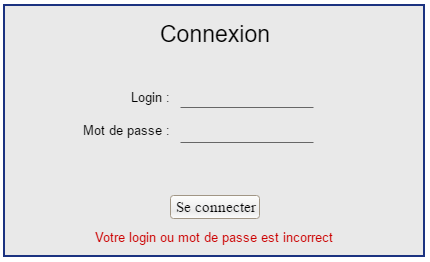 Connexion
Login :
Mot de passe :
Se connecter
Votre login ou mot de passe est incorrect